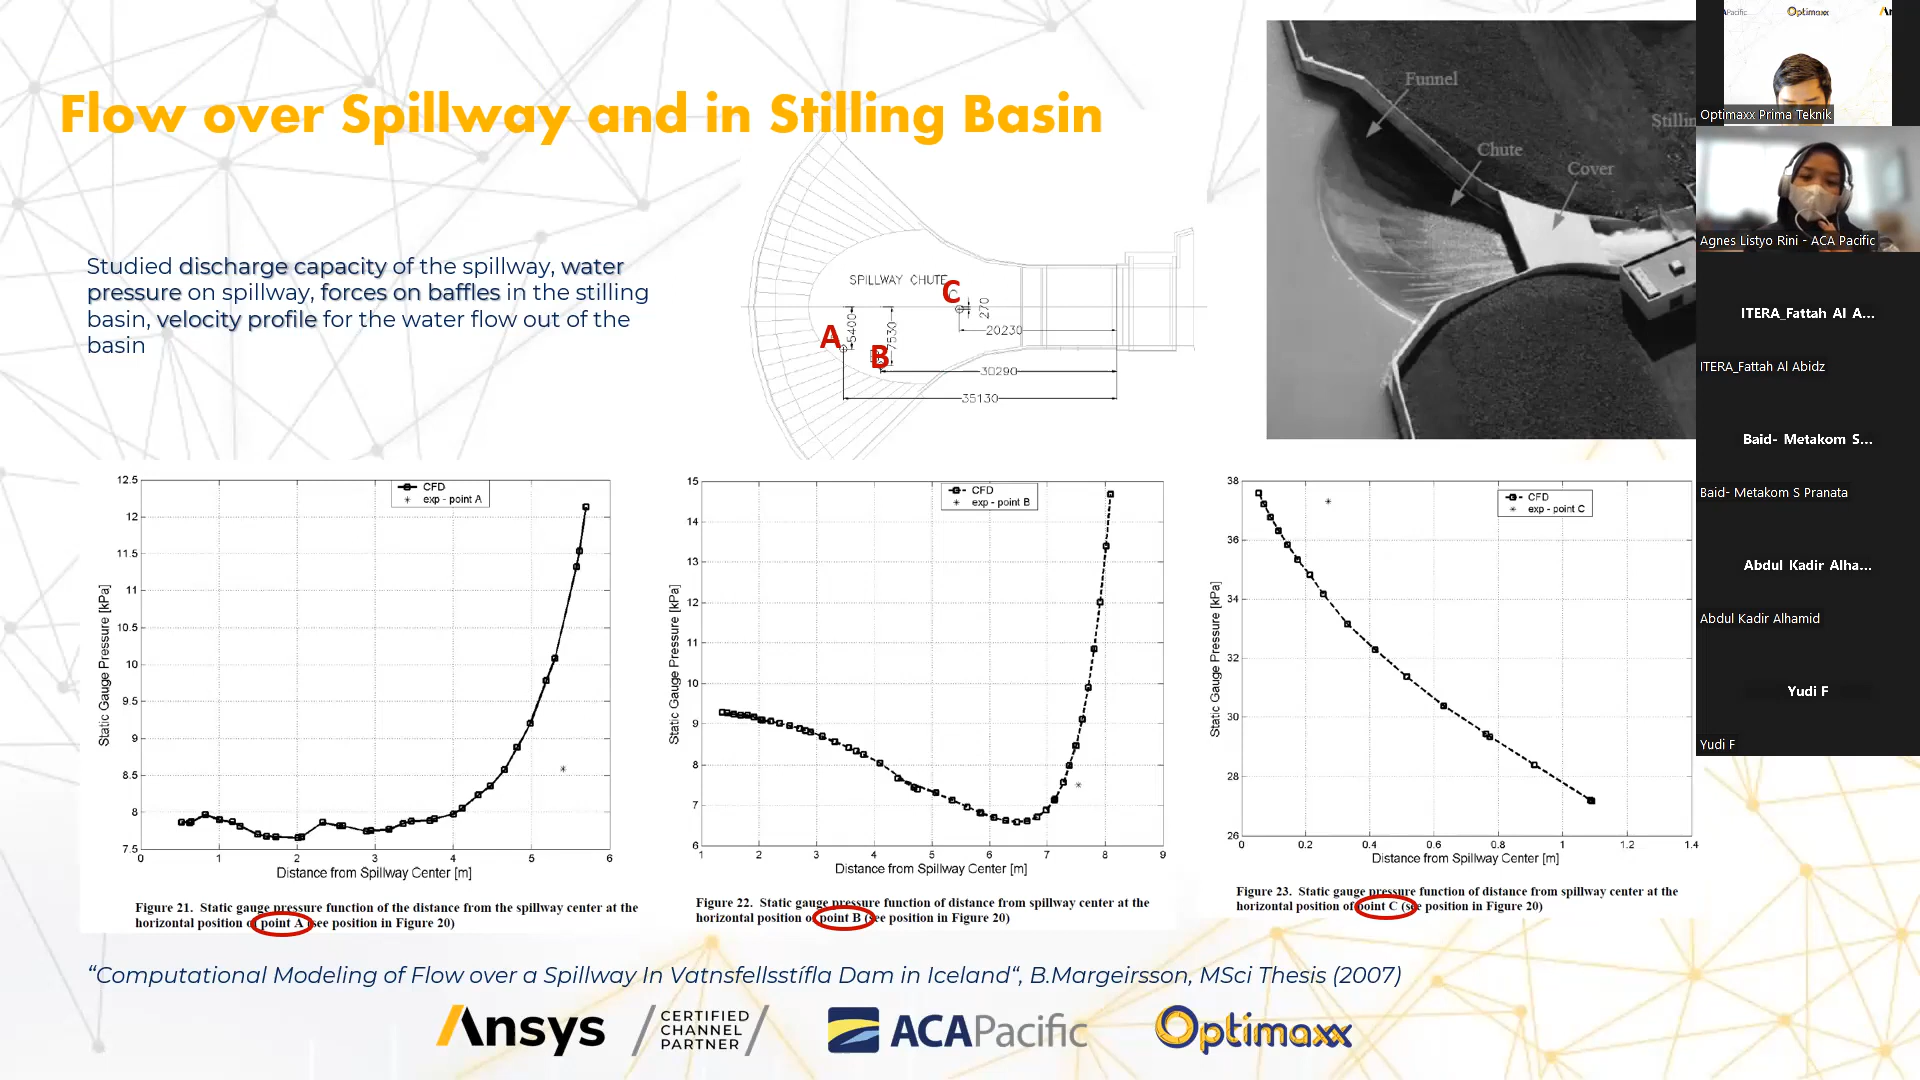 Flow over Spillway and in Stilling Basin
Studied discharge capacity of the spillway, water
pressure on spillway, forces on baffles in the stilling
basin, velocity profile for the water flow out of the
basin
SPILLWAY CHUTE
A
B
C
5400
7530
270
20230
30290
35130
Funnel
Chute
Cover
Stillin
CFD
exp - point A
Static Gauge Pressure [kPa]
12.5
12
11.5
11
10.5
10
9.5
9
8.5
8
7.5
0 1 2 3 4 5 6
Distance from Spillway Center [m]
Figure 21. Static gauge pressure function of the distance from the spillway center at the
horizontal position of point A (see position in Figure 20)
CFD
exp - point B
Static Gauge Pressure [kPa]
15
14
13
12
11
10
9
8
7
6
1 2 3 4 5 6 7 8 9
Distance from Spillway Center [m]
Figure 22. Static gauge pressure function of distance from spillway center at the
horizontal position of point B (see position in Figure 20)
CFD
exp - point C
Static Gauge Pressure [kPa]
38
36
34
32
30
28
26
0 0.2 0.4 0.6 0.8 1 1.2 1.4
Distance from Spillway Center [m]
Figure 23. Static gauge pressure function of distance from spillway center at the
horizontal position of point C (see position in Figure 20)
“Computational Modeling of Flow over a Spillway In Vatnsfellsstífla Dam in Iceland“, B.Margeirsson, MSci Thesis (2007)
Ansys
CERTIFIED
CHANNEL
PARTNER
ACAPacific
Optimaxx
Pacific
Optimaxx
Optimaxx Prima Teknik
Agnes Listyo Rini - ACA Pacific
ITERA_Fattah Al A...
ITERA_Fattah Al Abidz
Baid- Metakom S...
Baid- Metakom S Pranata
Abdul Kadir Alha...
Abdul Kadir Alhamid
Yudi F
Yudi F